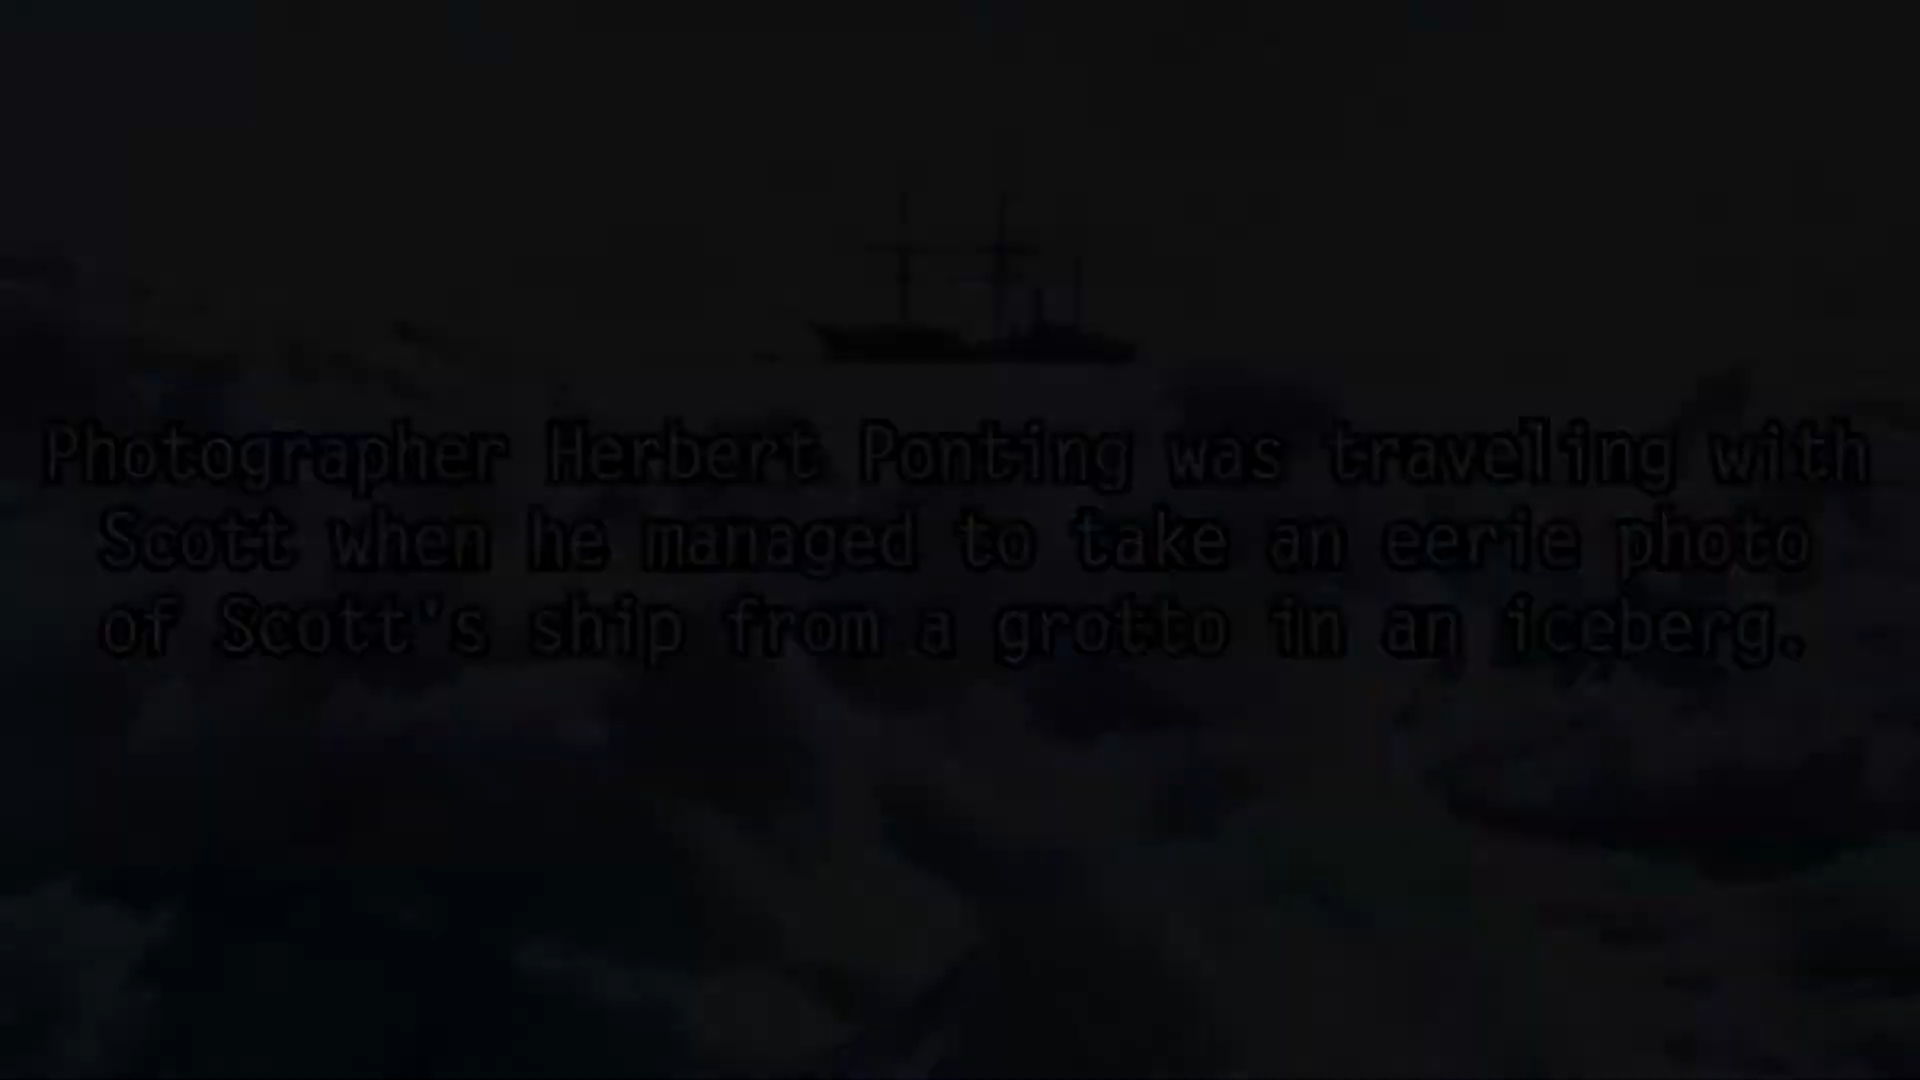 Photographer Herbert Ponting was traveling with
Scott when he managed to take an eerie photo
of Scott's ship from a grotto in an iceberg.